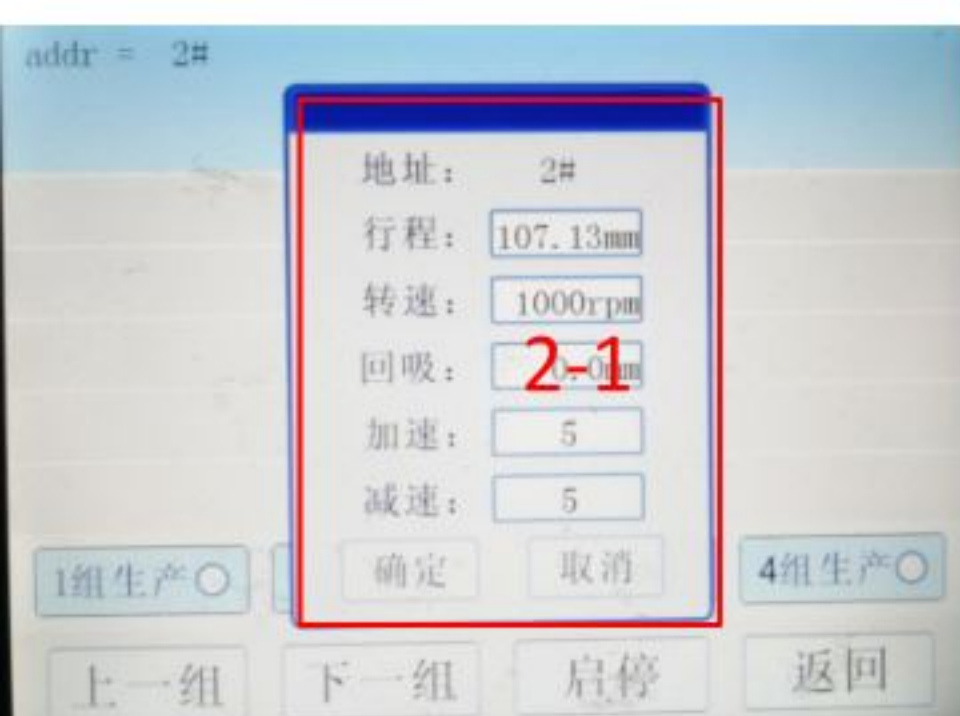 addr = 2#
地址： 2#
行程： 107.13mm
转速： 1000rpm
回吸： 0.0mm
2-1
加速： 5
减速： 5
确定 取消
1组生产 4组生产
上一组 下一组 启停 返回